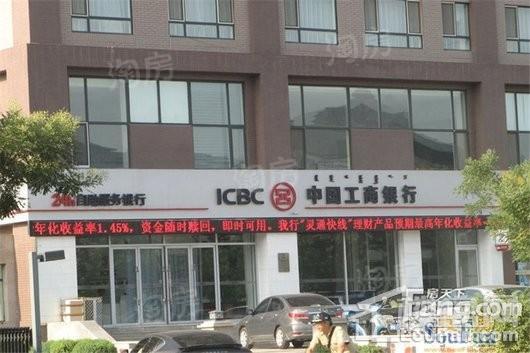 24h自助服务银行 ICBC 中国工商银行
年化收益率1.45%，资金随时赎回，即时可用。我行"灵通快线"理财产品预期最高年化收益率
淘房
房天下
Fang.com